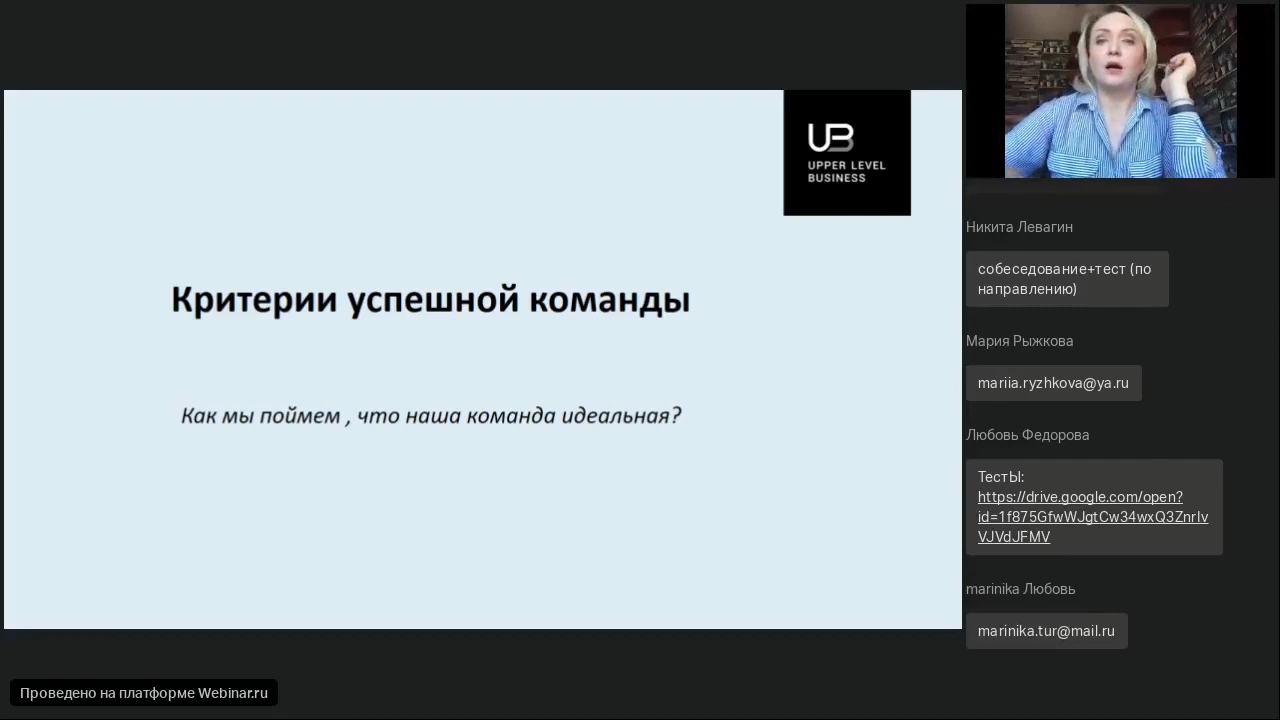 UB
UPPER LEVEL
BUSINESS
Критерии успешной команды
Как мы поймем , что наша команда идеальная?
Никита Левагин
собеседование+тест (по
направлению)
Мария Рыжкова
mariia.ryzhkova@ya.ru
Любовь Федорова
ТестЫ:
https://drive.google.com/open?
id=1f875GfwWJgtCw34wxQ3ZnrIv
VJVdJFMV
marinika Любовь
marinika.tur@mail.ru
Проведено на платформе Webinar.ru